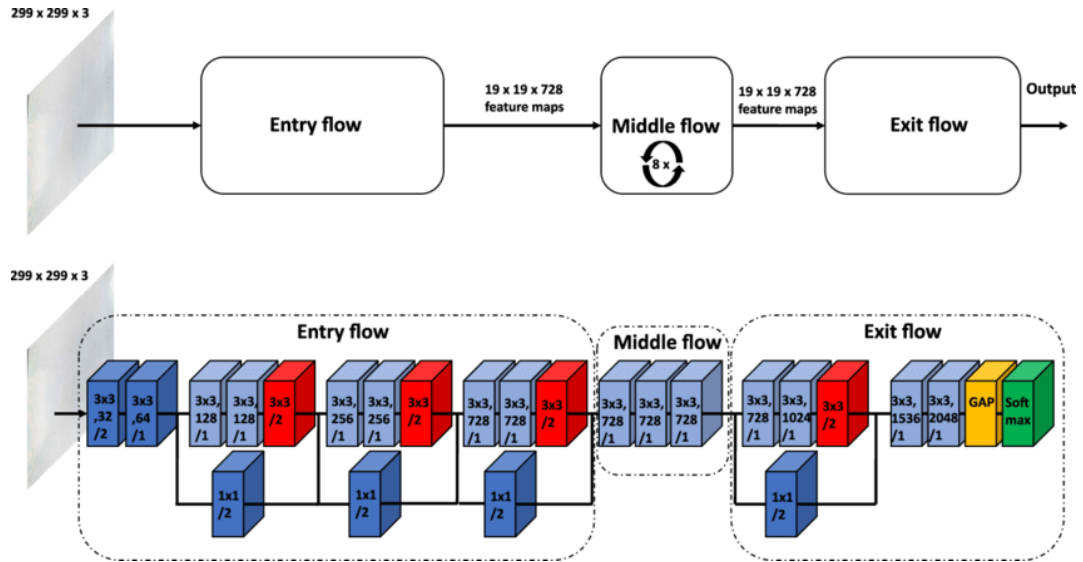 299 x 299 x 3
Entry flow
19 x 19 x 728
feature maps
Middle flow
8 x
19 x 19 x 728
feature maps
Exit flow
Output
299 x 299 x 3
Entry flow
Middle flow
Exit flow
3x3
,32
/2
3x3
,64
/1
3x3,
128
/1
3x3,
128
/1
3x3
/2
3x3,
256
/1
3x3,
256
/1
3x3
/2
3x3,
728
/1
3x3,
728
/1
3x3
/2
3x3,
728
/1
3x3,
728
/1
3x3,
728
/1
3x3,
728
/1
3x3,
1024
/1
3x3
/2
3x3,
1536
/1
3x3,
2048
/1
GAP
Soft
max
1x1
/2
1x1
/2
1x1
/2
1x1
/2